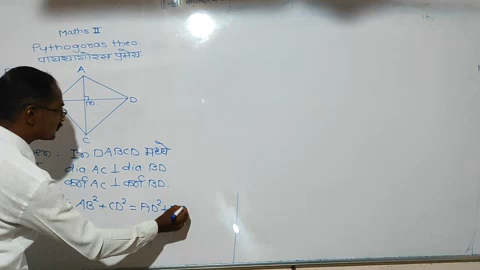 Maths II
Pythogoras theo
पायथागोरस प्रमेय
A
m
D
C
In □ABCD मध्ये
dia. AC ⊥ dia BD
कर्ण AC ⊥ कर्ण BD.
AB² + CD² = AD² +